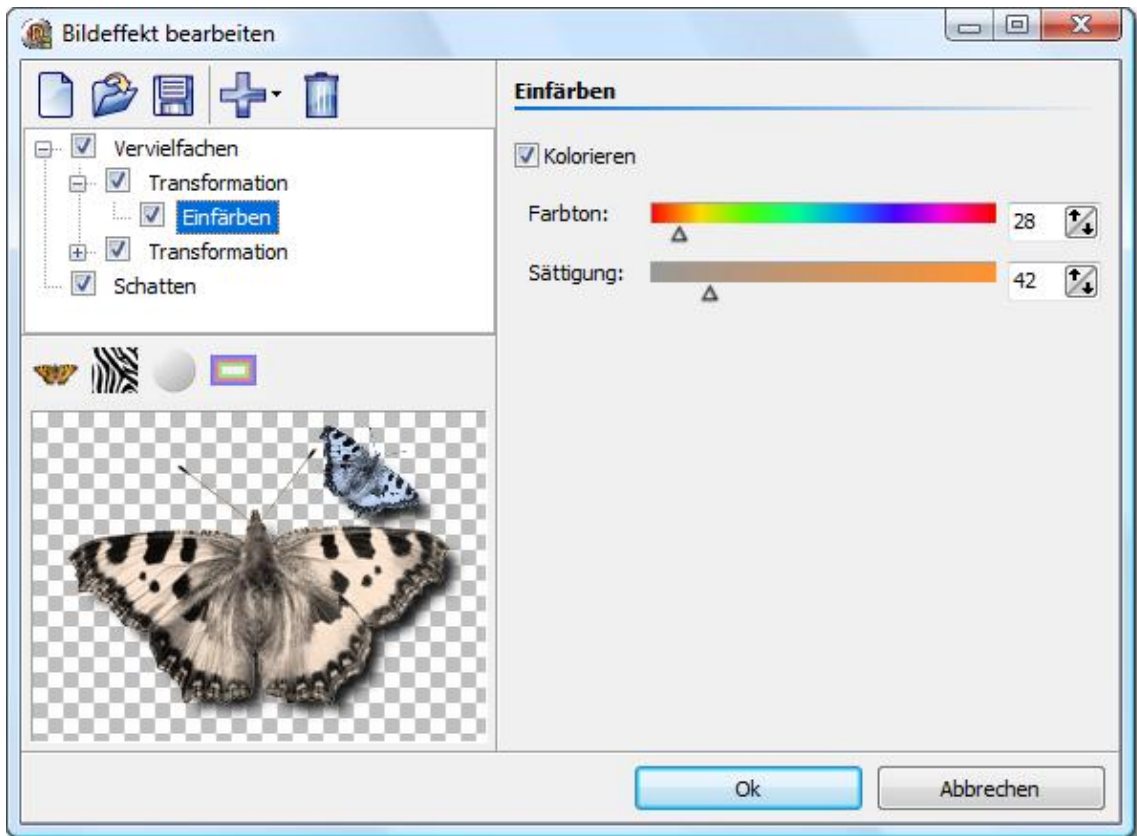 Bildeffekt bearbeiten
Vervielfachen
Transformation
Einfärben
Transformation
Schatten
Einfärben
Kolorieren
Farbton: 28
Sättigung: 42
Ok Abbrechen